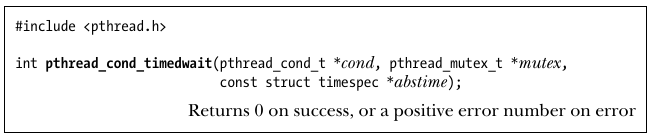 #include <pthread.h>
int pthread_cond_timedwait(pthread_cond_t *cond, pthread_mutex_t *mutex,
const struct timespec *abstime);
Returns 0 on success, or a positive error number on error